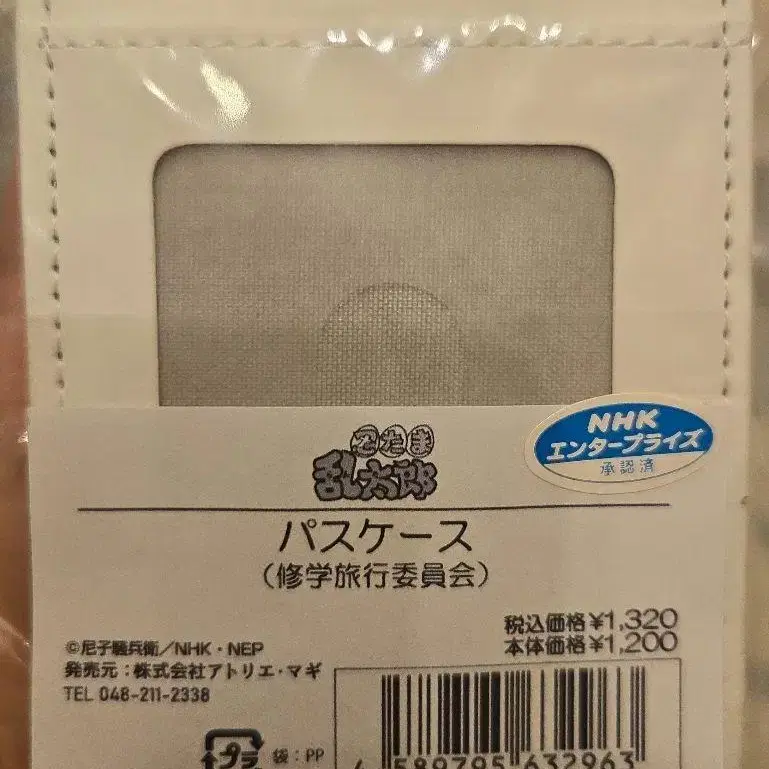 忍たま
乱太郎
NHK
エンタープライズ
承認済
パスケース
(修学旅行委員会)
税込価格¥1,320
本体価格¥1,200
©尼子騒兵衛/NHK・NEP
発売元:株式会社アトリエ・マギ
TEL 048-211-2338
プラ
袋:PP
4 589795 632963